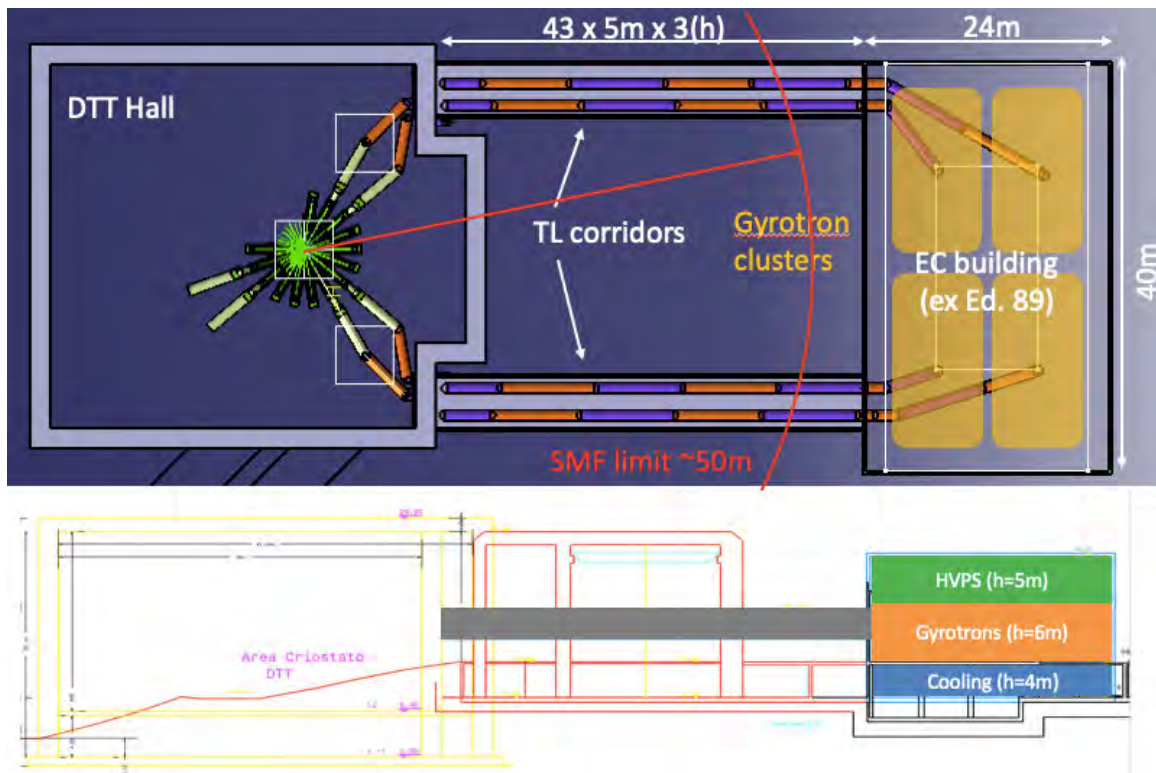 43 x 5m x 3(h)
24m
DTT Hall
TL corridors
Gyrotron
clusters
EC building
(ex Ed. 89)
40m
SMF limit ~50m
HVPS (h=5m)
Gyrotrons (h=6m)
Area Criostato
DTT
Cooling (h=4m)